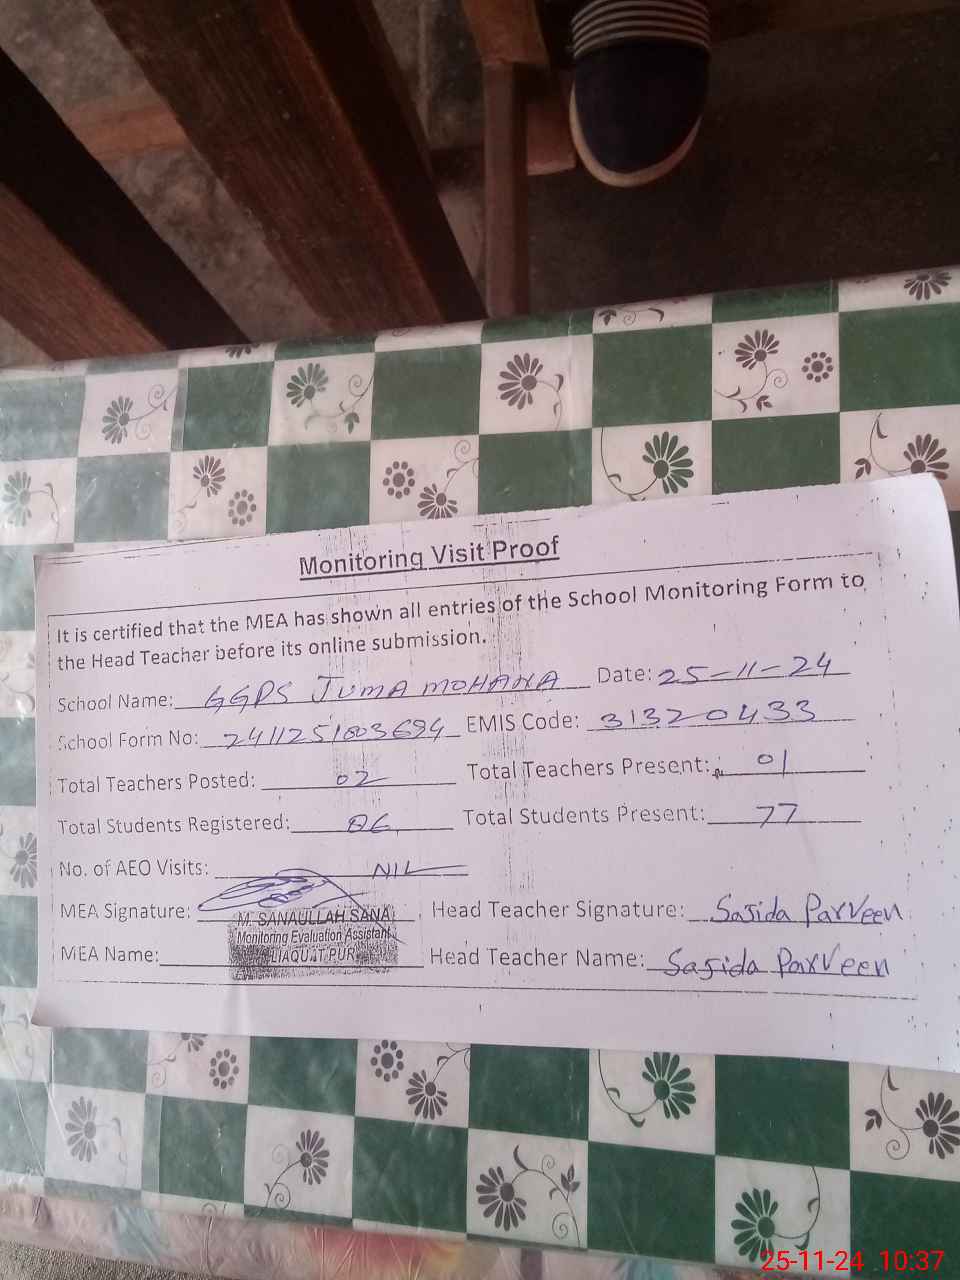 Monitoring Visit Proof
It is certified that the MEA has shown all entries of the School Monitoring Form to
the Head Teacher before its online submission.
School Name: GGPS JUMA MOHANA Date: 25-11-24
School Form No: 2411251003694 EMIS Code: 31320433
Total Teachers Posted: 02 Total Teachers Present: 01
Total Students Registered: Total Students Present: 77
No. of AEO Visits: NIL
MEA Signature: Head Teacher Signature: Sajida Parveen
M. SANAULLAH SANA
Monitoring Evaluation Assistant
LIAQUAT PUR
MEA Name: Head Teacher Name: Sajida Parveen
25-11-24 10:37